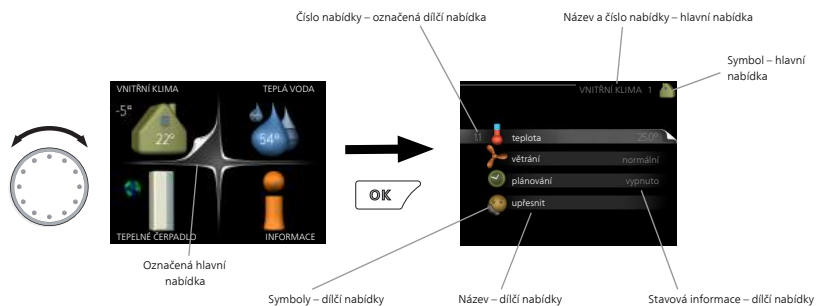 Číslo nabídky – označená dílčí nabídka
Název a číslo nabídky – hlavní nabídka
Symbol – hlavní
nabídka
VNITŘNÍ KLIMA
TEPLÁ VODA
-5°
22°
54°
TEPELNÉ ČERPADLO
INFORMACE
OK
VNITŘNÍ KLIMA 1
1.1 teplota 25.0°
větrání normální
plánování vypnuto
upřesnit
Označená hlavní
nabídka
Symboly – dílčí nabídky
Název – dílčí nabídky
Stavová informace – dílčí nabídky